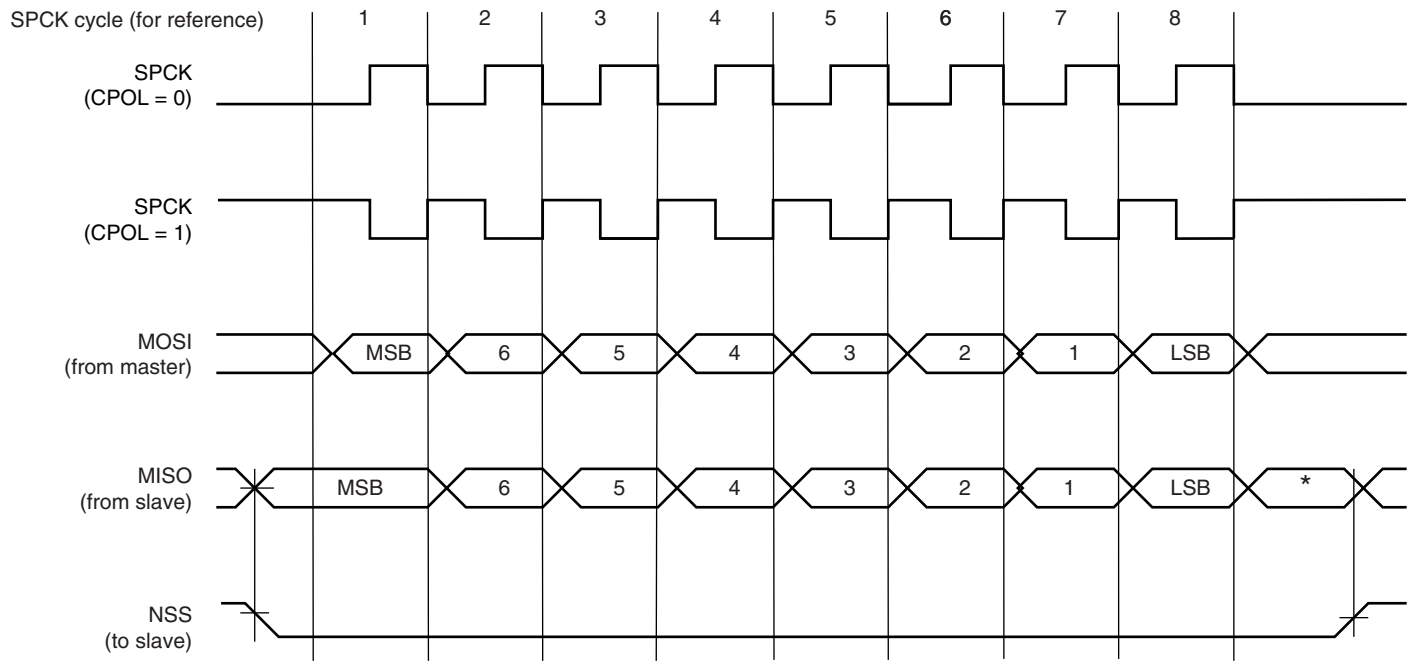 SPCK cycle (for reference) 1 2 3 4 5 6 7 8
SPCK
(CPOL = 0)
SPCK
(CPOL = 1)
MOSI
(from master)
MSB 6 5 4 3 2 1 LSB
MISO
(from slave)
MSB 6 5 4 3 2 1 LSB *
NSS
(to slave)